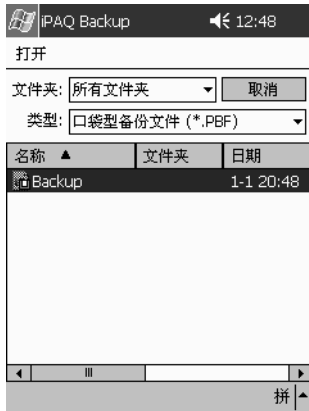 iPAQ Backup 12:48
打开
文件夹: 所有文件夹 取消
类型: 口袋型备份文件 (*.PBF)
名称 ▲ 文件夹 日期
Backup 1-1 20:48
拼